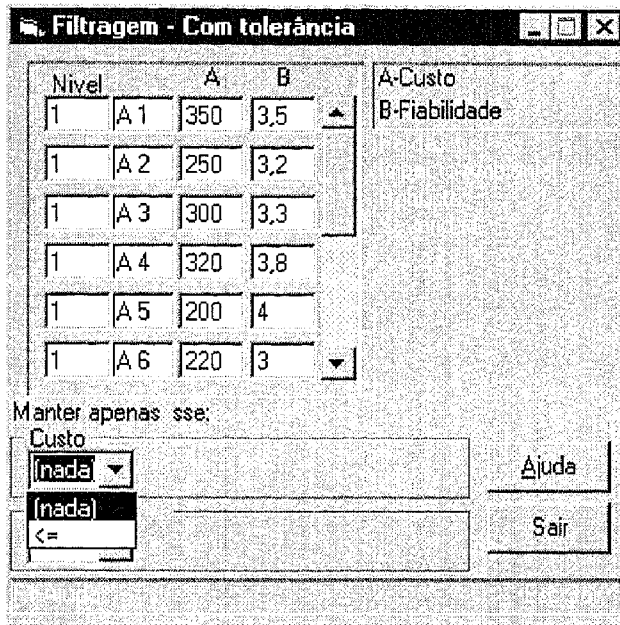 Filtragem - Com tolerância
Nivel A B
1 A 1 350 3,5
1 A 2 250 3,2
1 A 3 300 3,3
1 A 4 320 3,8
1 A 5 200 4
1 A 6 220 3
A-Custo
B-Fiabilidade
Manter apenas sse:
Custo
(nada)
(nada)
<=
Ajuda
Sair